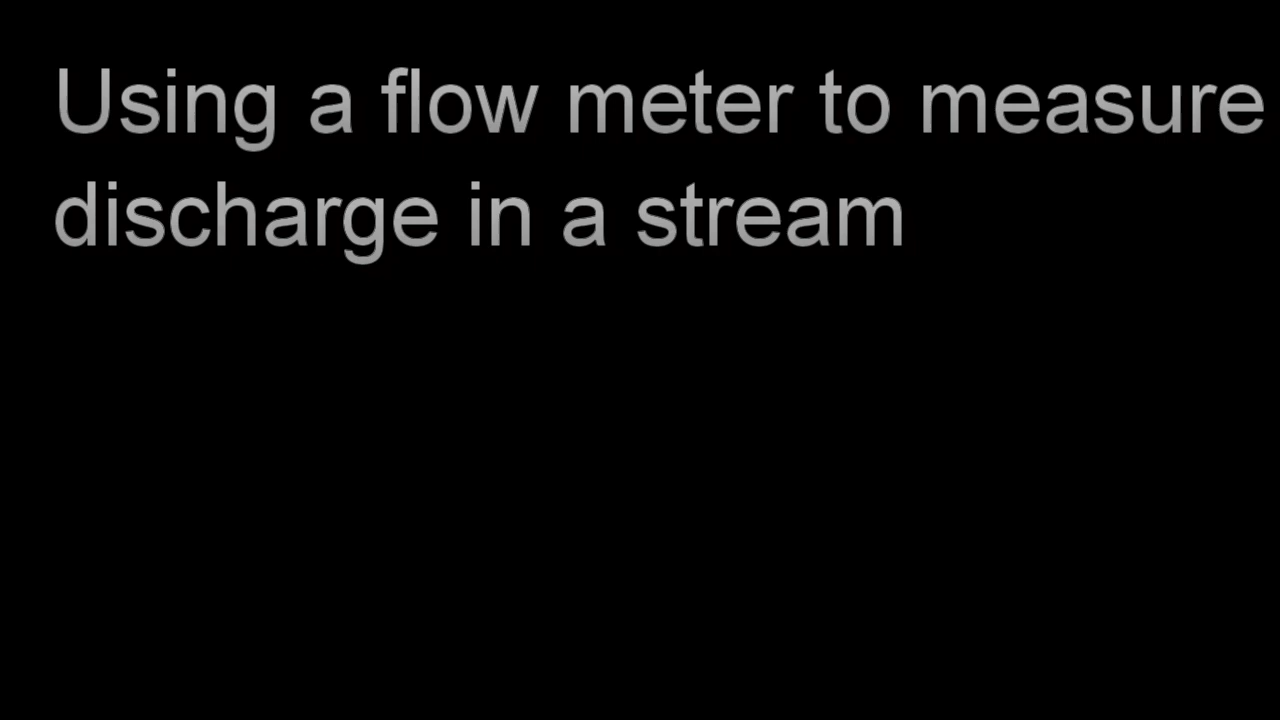 Using a flow meter to measure
discharge in a stream